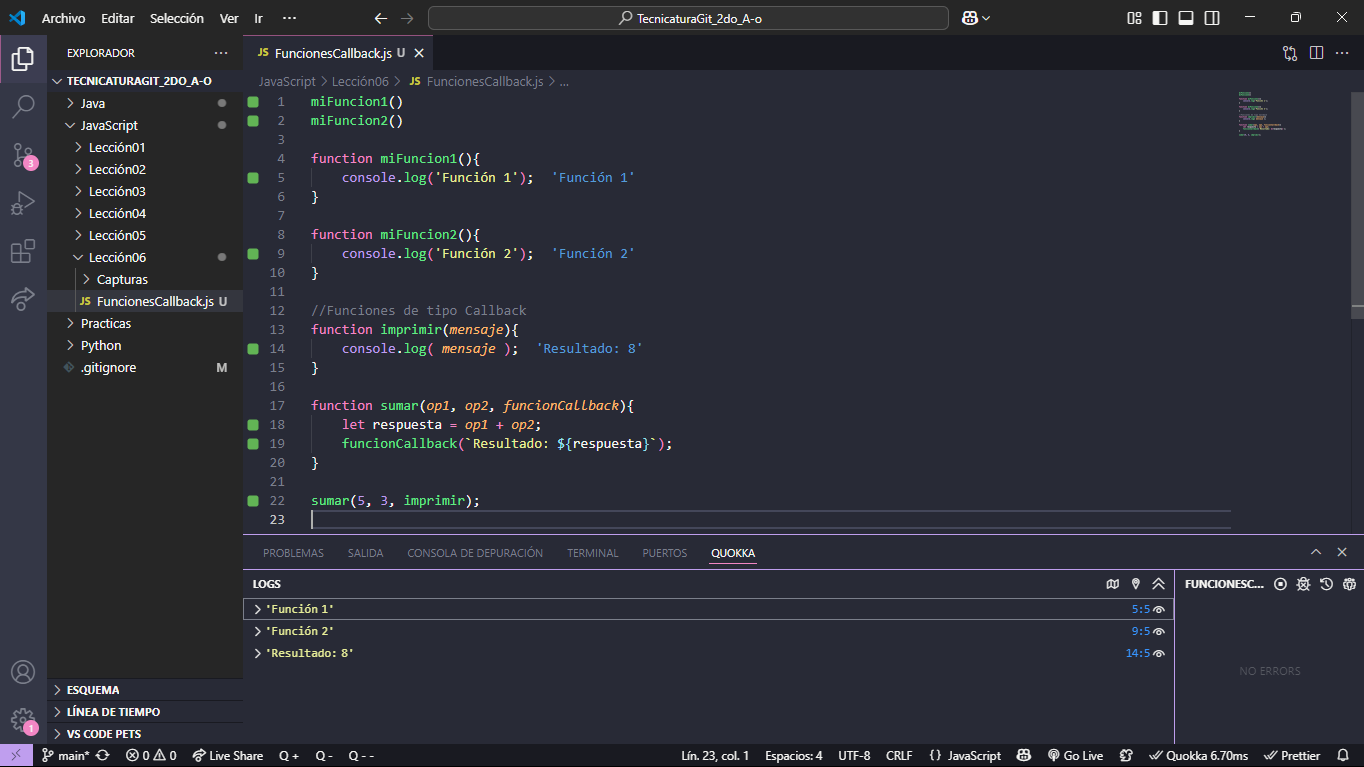 Archivo Editar Selección Ver Ir ··· TecnicaturaGit_2do_A-o
EXPLORADOR ···
TECNICATURAGIT_2DO_A-O
Java
JavaScript
Lección01
Lección02
Lección03
Lección04
Lección05
Lección06
Capturas
JS FuncionesCallback.js U
Practicas
Python
.gitignore M
ESQUEMA
LÍNEA DE TIEMPO
VS CODE PETS
3
1
JS FuncionesCallback.js U
JavaScript > Lección06 > JS FuncionesCallback.js > ...
1 miFuncion1()
2 miFuncion2()
3
4 function miFuncion1(){
5 console.log('Función 1'); 'Función 1'
6 }
7
8 function miFuncion2(){
9 console.log('Función 2'); 'Función 2'
10 }
11
12 //Funciones de tipo Callback
13 function imprimir(mensaje){
14 console.log( mensaje ); 'Resultado: 8'
15 }
16
17 function sumar(op1, op2, funcionCallback){
18 let respuesta = op1 + op2;
19 funcionCallback(`Resultado: ${respuesta}`);
20 }
21
22 sumar(5, 3, imprimir);
23
PROBLEMAS SALIDA CONSOLA DE DEPURACIÓN TERMINAL PUERTOS QUOKKA
LOGS
'Función 1' 5:5
'Función 2' 9:5
'Resultado: 8' 14:5
FUNCIONESC...
NO ERRORS
main* 0 0 Live Share Q + Q - Q - - Lín. 23, col. 1 Espacios: 4 UTF-8 CRLF {} JavaScript Go Live Quokka 6.70ms Prettier